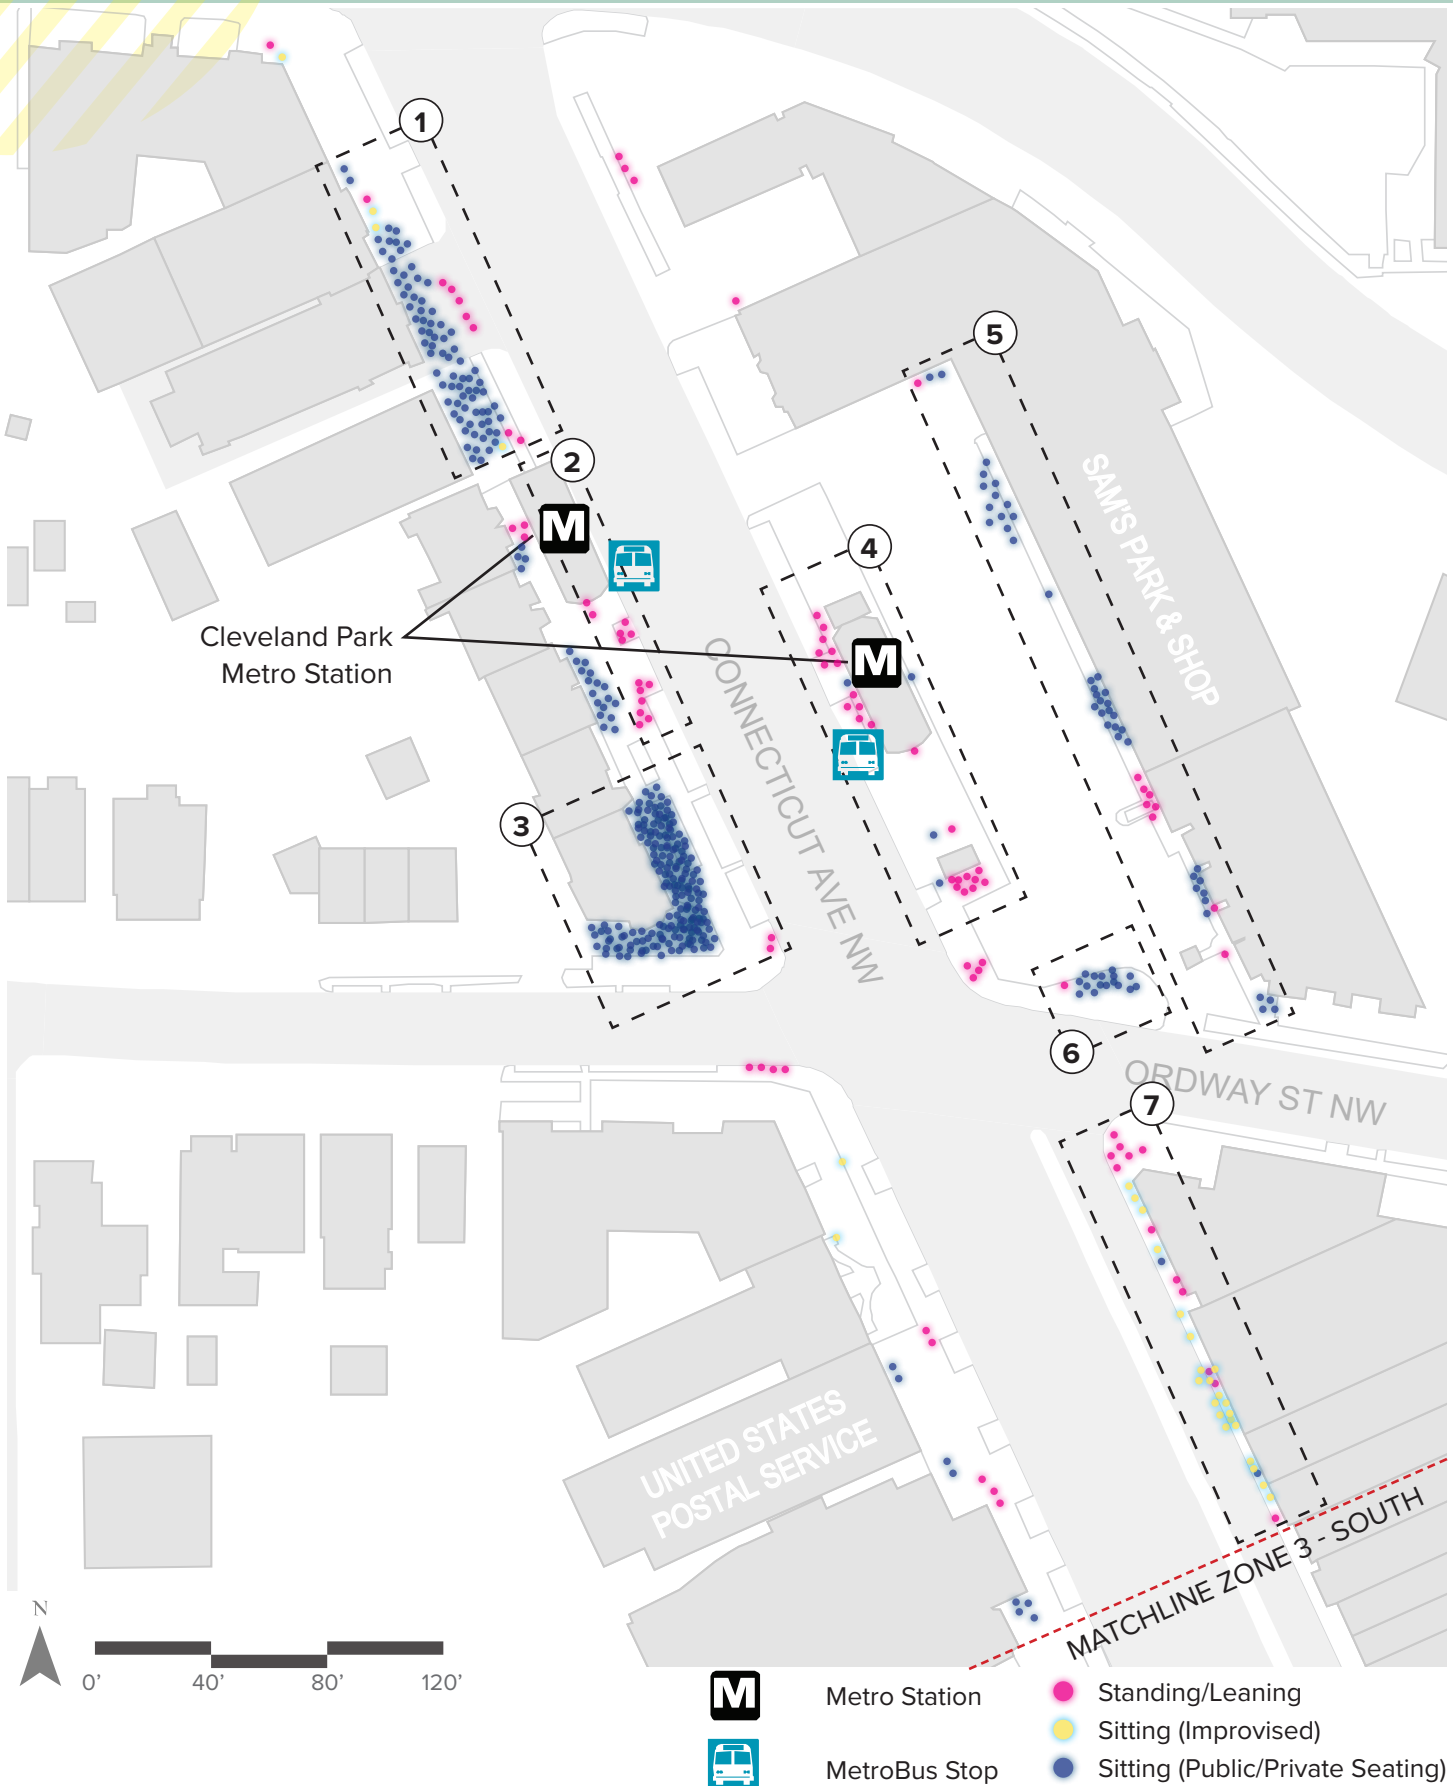 1
5
2
M
4
SAM'S PARK & SHOP
Cleveland Park
Metro Station
M
CONNECTICUT AVE NW
3
6
ORDWAY ST NW
7
UNITED STATES
POSTAL SERVICE
MATCHLINE ZONE 3 - SOUTH
N
0’ 40’ 80’ 120’
M Metro Station
MetroBus Stop
Standing/Leaning
Sitting (Improvised)
Sitting (Public/Private Seating)